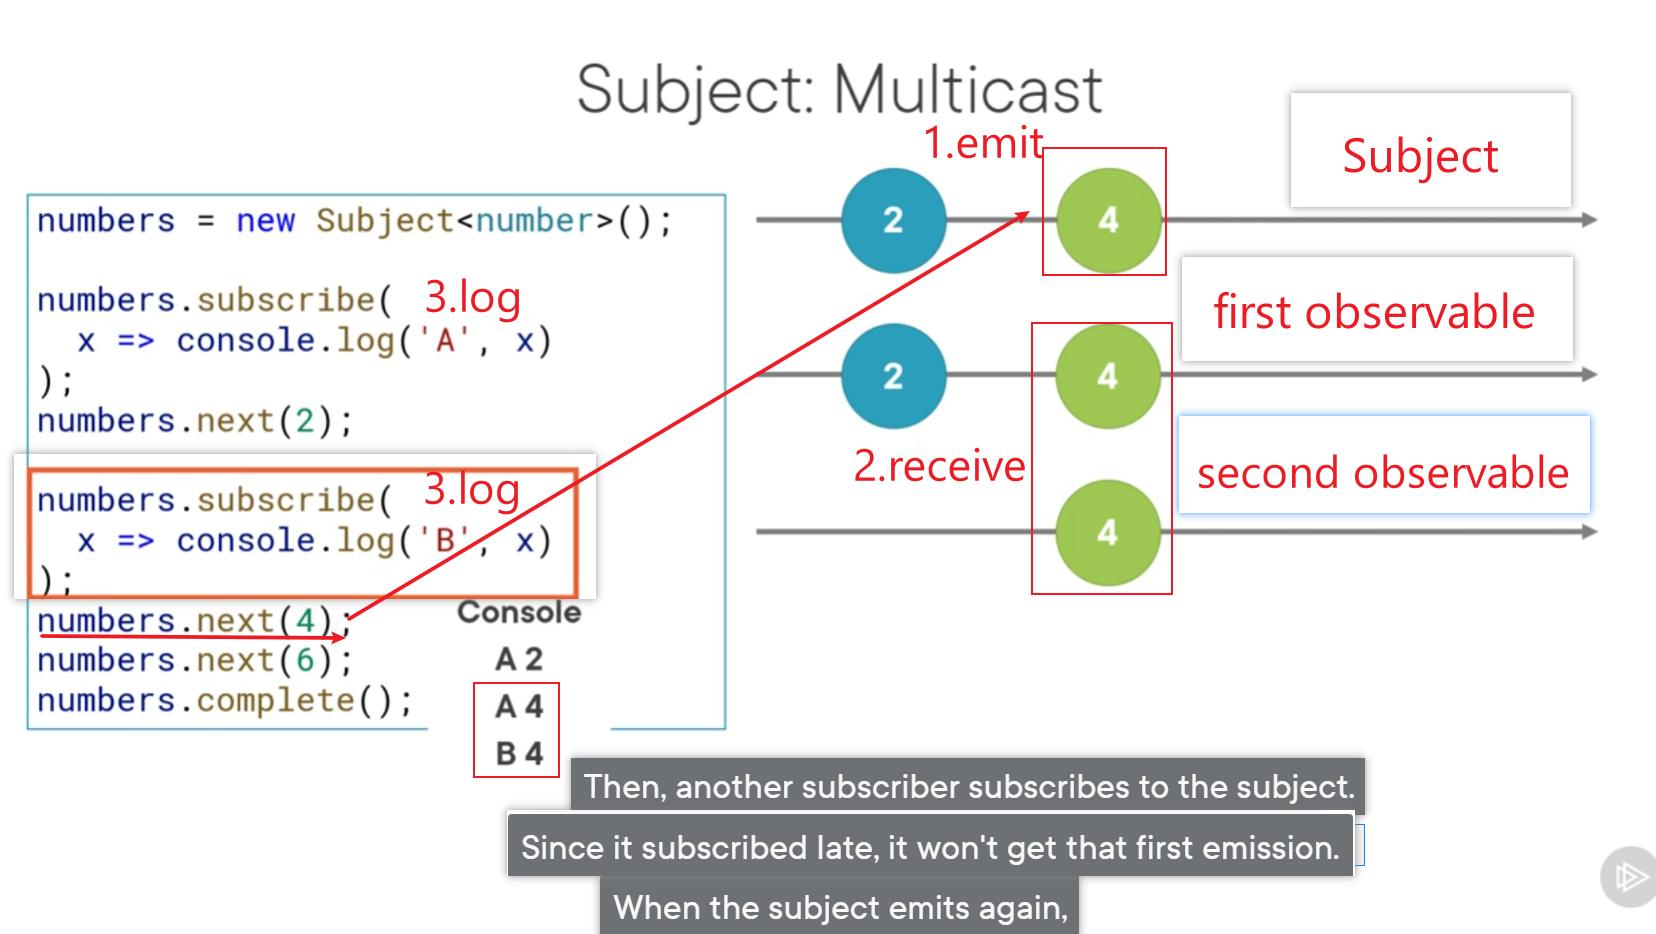 Subject: Multicast
1.emit
Subject
2
4
numbers = new Subject<number>();
numbers.subscribe(
3.log
first observable
x => console.log('A', x)
2
4
);
numbers.next(2);
2.receive
second observable
numbers.subscribe(
3.log
x => console.log('B', x)
4
);
numbers.next(4);
Console
numbers.next(6);
A 2
numbers.complete();
A 4
B 4
Then, another subscriber subscribes to the subject.
Since it subscribed late, it won't get that first emission.
When the subject emits again,